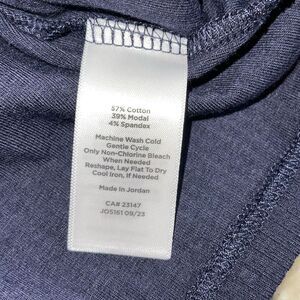 57% Cotton
39% Modal
4% Spandex
Machine Wash Cold
Gentle Cycle
Only Non-Chlorine Bleach
When Needed
Reshape, Lay Flat To Dry
Cool Iron, If Needed
Made In Jordan
CA# 23147
JO5161 09/23